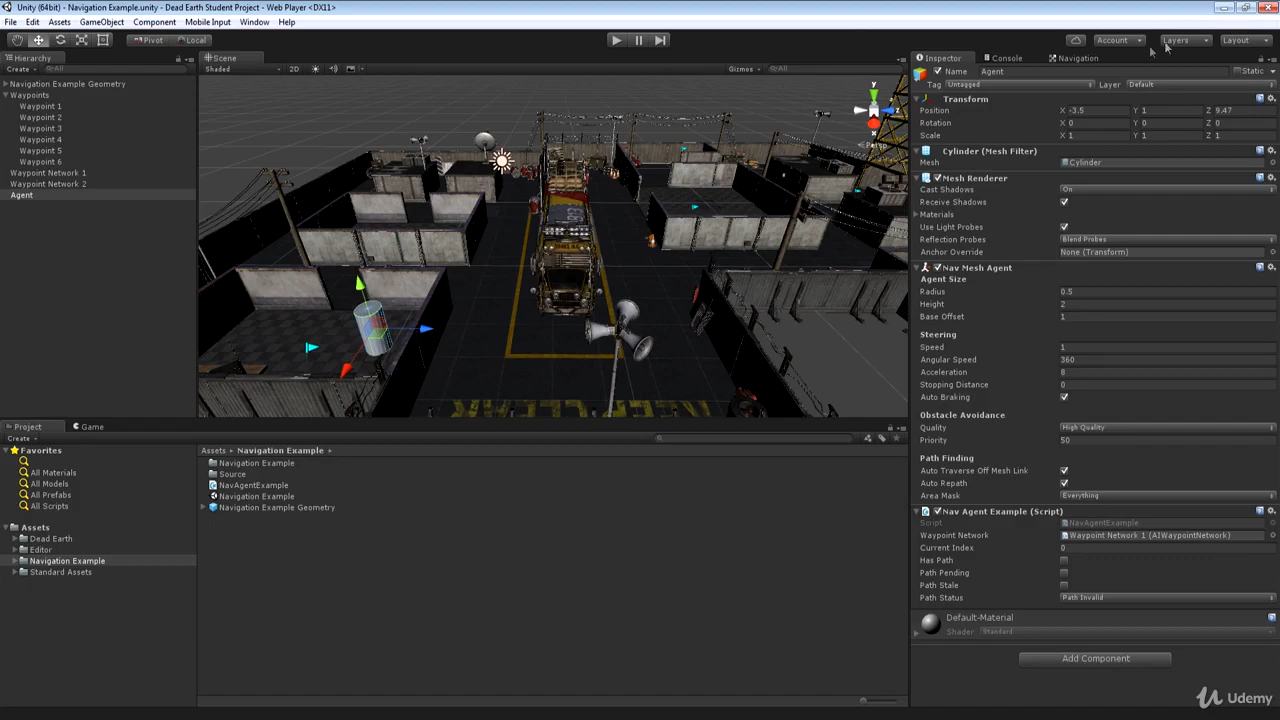 Unity (64bit) - Navigation Example.unity - Dead Earth Student Project - Web Player <DX11>
File Edit Assets GameObject Component Mobile Input Window Help
Pivot Local Account Layers Layout
Hierarchy Scene Inspector Console Navigation
Create All Shaded 2D Gizmos All
Navigation Example Geometry
Waypoints
Waypoint 1
Waypoint 2
Waypoint 3
Waypoint 4
Waypoint 5
Waypoint 6
Waypoint Network 1
Waypoint Network 2
Agent
y
z
x
Persp
Name Agent Static
Tag Untagged Layer Default
Transform
Position X -3.5 Y 1 Z 9.47
Rotation X 0 Y 0 Z 0
Scale X 1 Y 1 Z 1
Cylinder (Mesh Filter)
Mesh Cylinder
Mesh Renderer
Cast Shadows On
Receive Shadows
Materials
Use Light Probes
Reflection Probes Blend Probes
Anchor Override None (Transform)
Nav Mesh Agent
Agent Size
Radius 0.5
Height 2
Base Offset 1
Steering
Speed 1
Angular Speed 360
Acceleration 8
Stopping Distance 0
Auto Braking
Obstacle Avoidance
Quality High Quality
Priority 50
Path Finding
Auto Traverse Off Mesh Link
Auto Repath
Area Mask Everything
Nav Agent Example (Script)
Script NavAgentExample
Waypoint Network Waypoint Network 1 (AIWaypointNetwork)
Current Index 0
Has Path
Path Pending
Path Stale
Path Status Path Invalid
Default-Material
Shader Standard
Add Component
Project Game
Create
Favorites
All Materials
All Models
All Prefabs
All Scripts
Assets
Dead Earth
Editor
Navigation Example
Standard Assets
Assets Navigation Example
Navigation Example
Source
NavAgentExample
Navigation Example
Navigation Example Geometry
Udemy